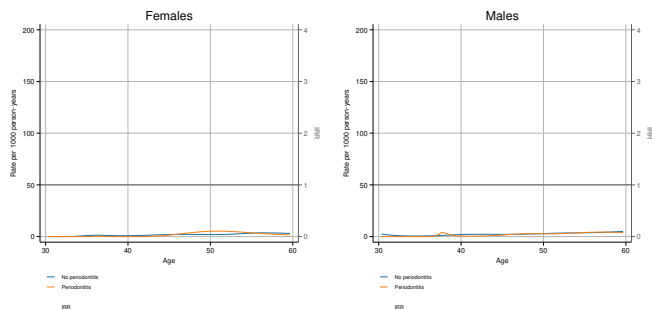 Females
Rate per 1000 person-years
200
150
100
50
0
4
3
2
1
0
IRR
30
40
50
60
Age
No periodontitis
Periodontitis
IRR
Males
Rate per 1000 person-years
200
150
100
50
0
4
3
2
1
0
IRR
30
40
50
60
Age
No periodontitis
Periodontitis
IRR